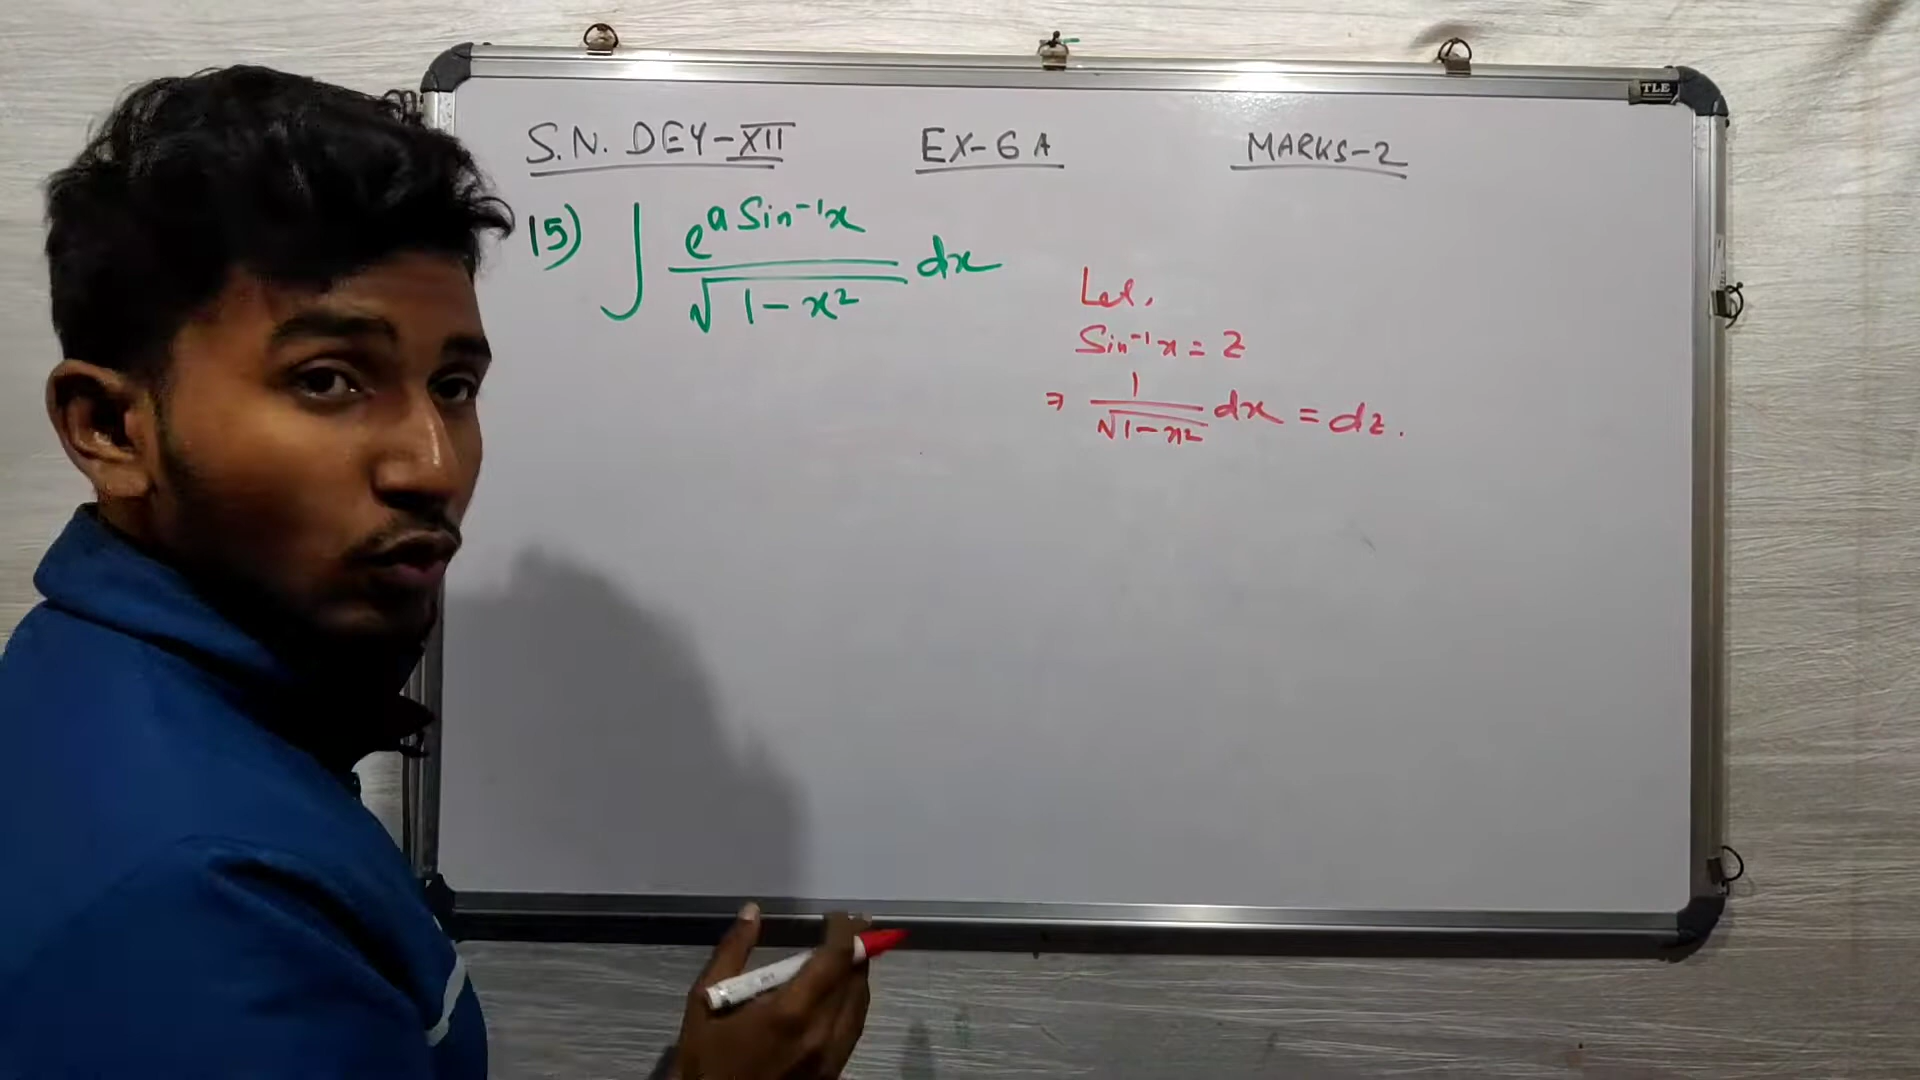 S.N. DEY-XII EX-6A MARKS-2
15) ∫ e^(a Sin⁻¹x) / √(1-x²) dx
Let,
Sin⁻¹x = z
⇒ 1/√(1-x²) dx = dz.
TLE